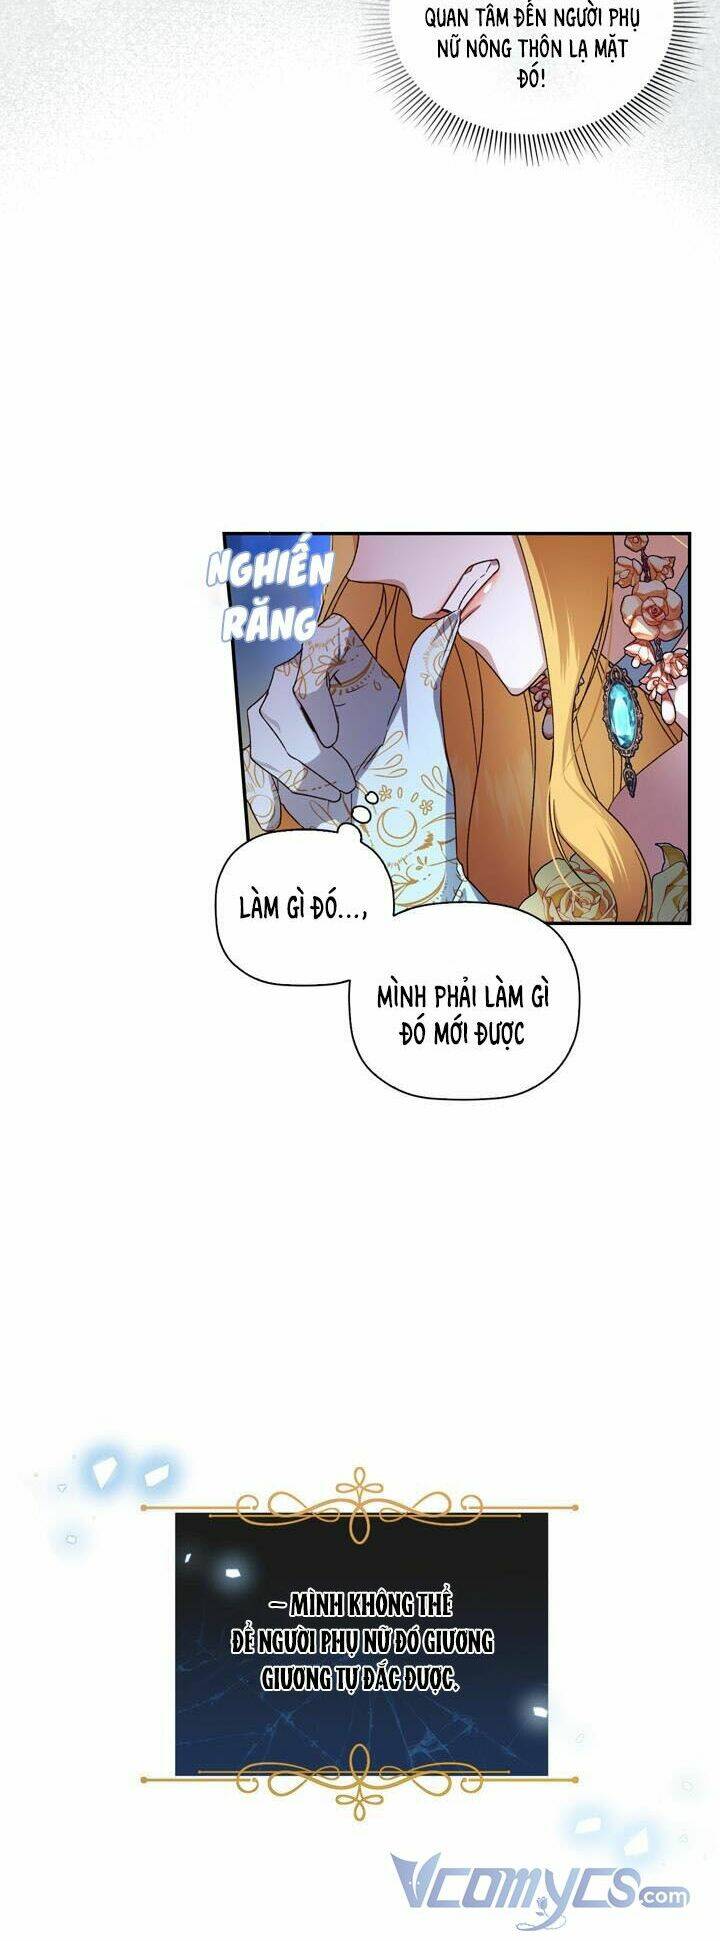 QUAN TÂM ĐẾN NGƯỜI PHỤ
NỮ NÔNG THÔN LẠ MẶT
ĐÓ!
NGHIẾN
RĂNG
LÀM GÌ ĐÓ...,
MÌNH PHẢI LÀM GÌ
ĐÓ MỚI ĐƯỢC
– MÌNH KHÔNG THỂ
ĐỂ NGƯỜI PHỤ NỮ ĐÓ GIƯƠNG
GIƯƠNG TỰ ĐẮC ĐƯỢC.
VCOMYCS.com